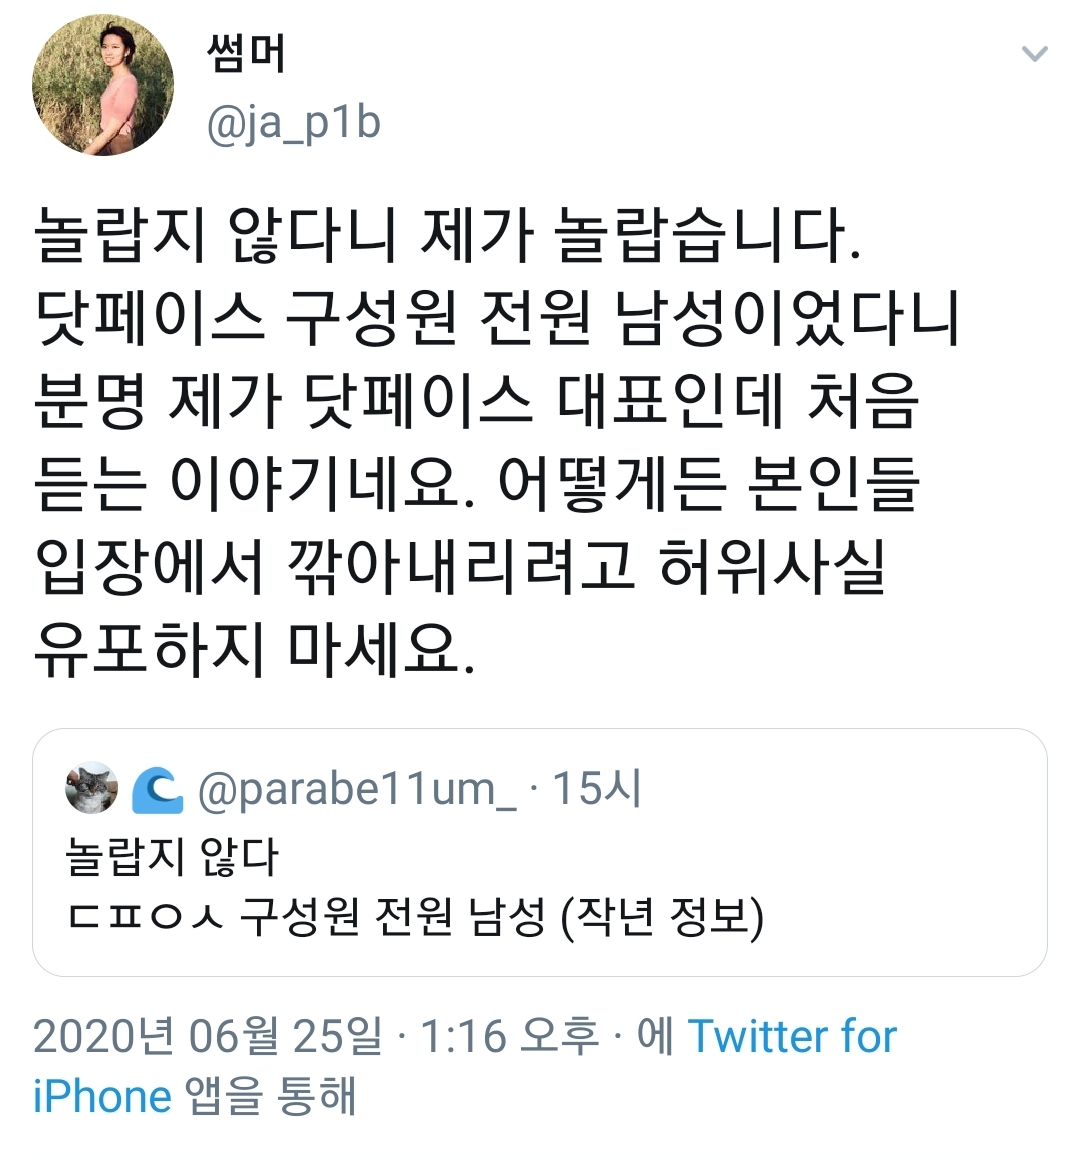 썸머
@ja_p1b
놀랍지 않다니 제가 놀랍습니다.
닷페이스 구성원 전원 남성이었다니
분명 제가 닷페이스 대표인데 처음
듣는 이야기네요. 어떻게든 본인들
입장에서 깎아내리려고 허위사실
유포하지 마세요.
@parabe11um_ · 15시
놀랍지 않다
ㄷㅍㅇㅅ 구성원 전원 남성 (작년 정보)
2020년 06월 25일 · 1:16 오후 · 에 Twitter for
iPhone 앱을 통해